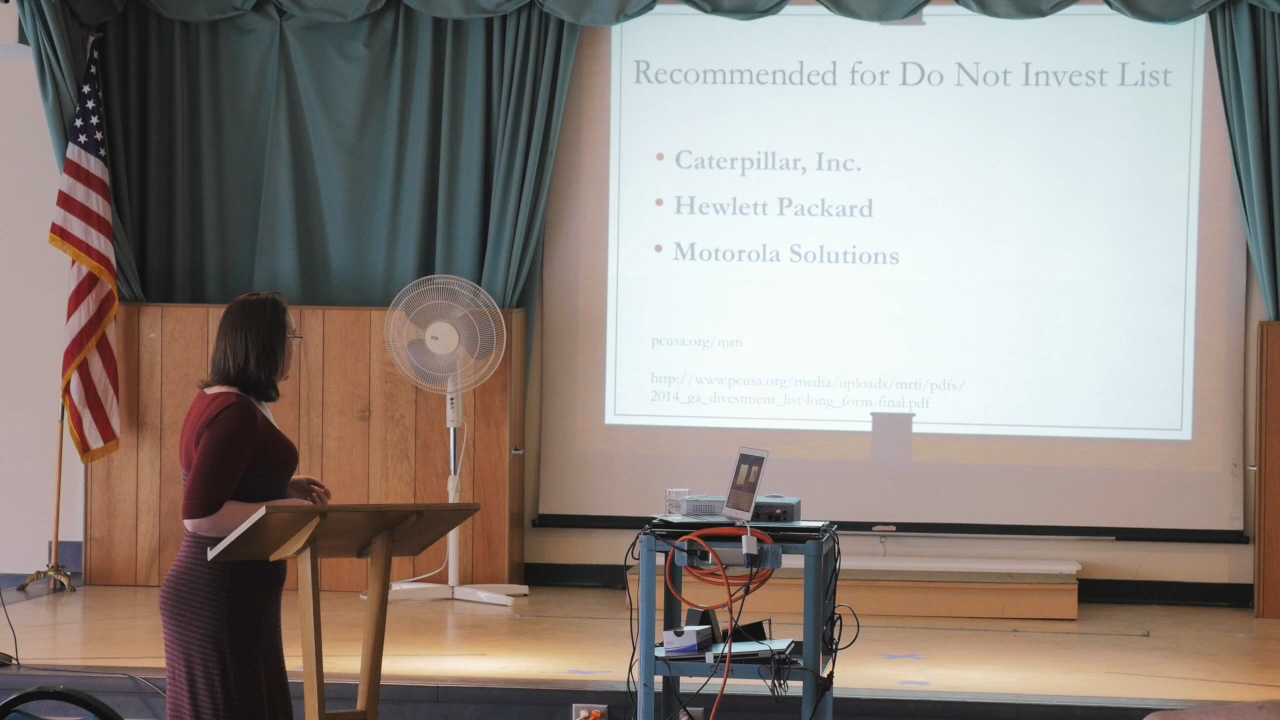 Recommended for Do Not Invest List
• Caterpillar, Inc.
• Hewlett Packard
• Motorola Solutions
pcusa.org/mrti
http://www.pcusa.org/media/uploads/mrti/pdfs/
2014_ga_divestment_list-long_form-final.pdf